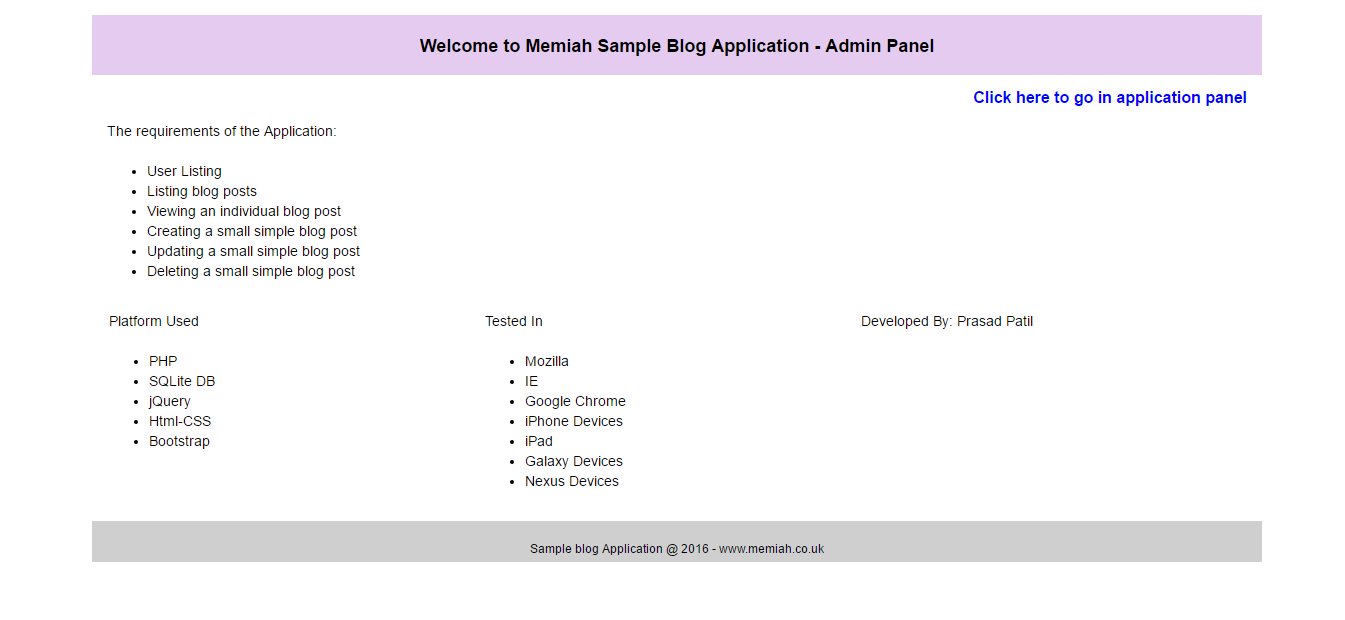 Welcome to Memiah Sample Blog Application - Admin Panel
Click here to go in application panel
The requirements of the Application:
User Listing
Listing blog posts
Viewing an individual blog post
Creating a small simple blog post
Updating a small simple blog post
Deleting a small simple blog post
Platform Used
PHP
SQLite DB
jQuery
Html-CSS
Bootstrap
Tested In
Mozilla
IE
Google Chrome
iPhone Devices
iPad
Galaxy Devices
Nexus Devices
Developed By: Prasad Patil
Sample blog Application @ 2016 - www.memiah.co.uk